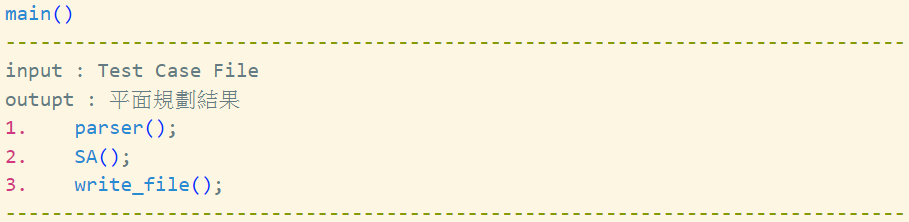 main()
--------------------------------------------------------------------------
input : Test Case File
outupt : 平面規劃結果
1.    parser();
2.    SA();
3.    write_file();
--------------------------------------------------------------------------